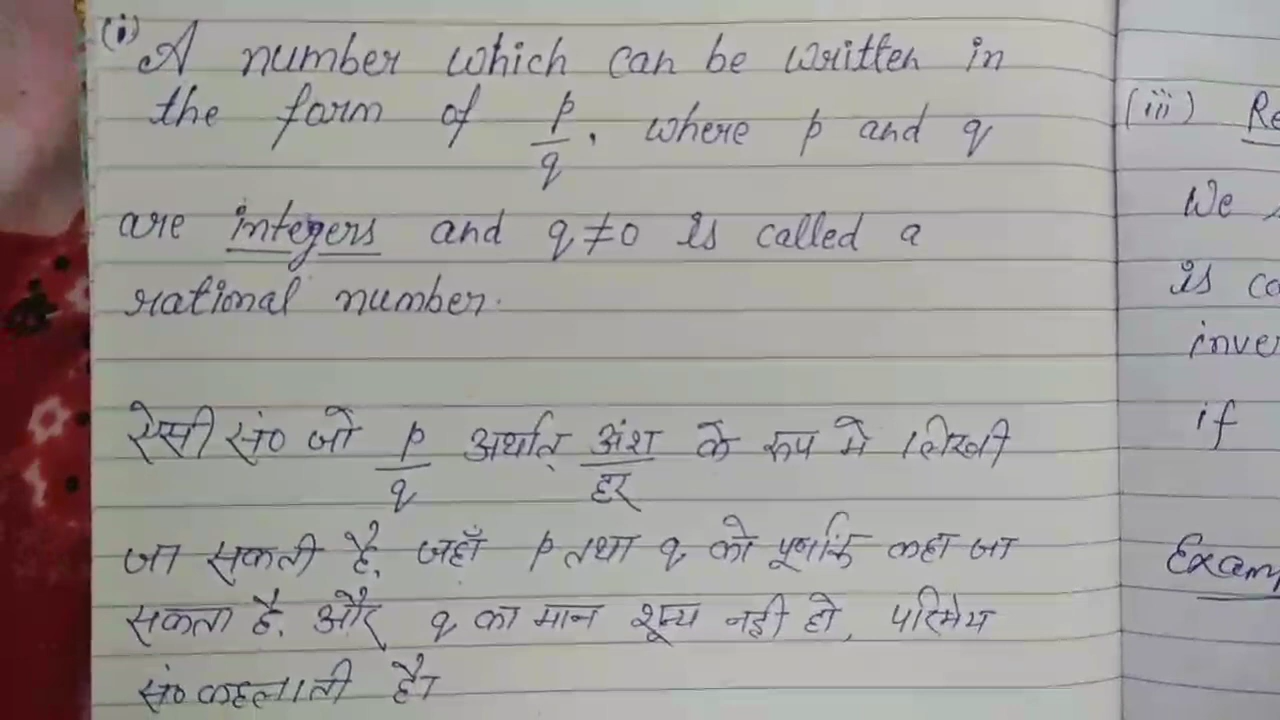 (i) A number which can be written in
the form of p/q, where p and q
are integers and q≠0 is called a
rational number.
ऐसी सं० जो p/q अर्थात् अंश/हर के रूप मे लिखी
जा सकती है, जहाँ p तथा q को पूर्णांक कहा जा
सकता है, और q का मान शून्य नही हो, परिमेय
सं० कहलाती है।
(iii) Re
We
is co
inver
if
Exam